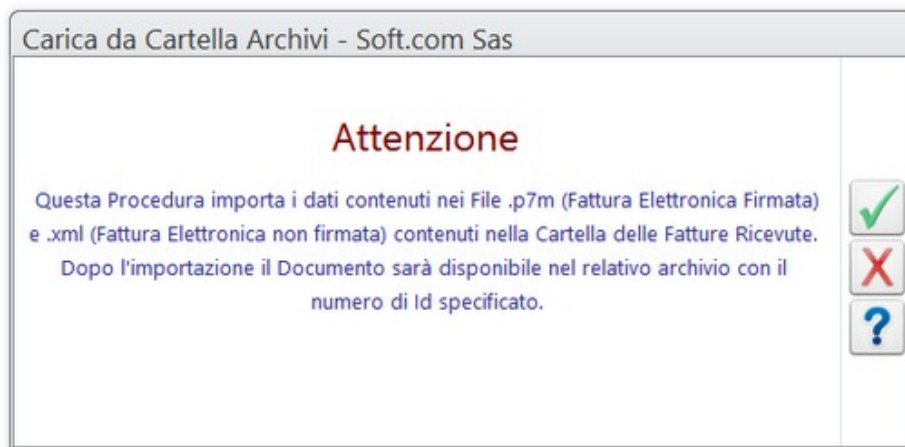 Carica da Cartella Archivi - Soft.com Sas
Attenzione
Questa Procedura importa i dati contenuti nei File .p7m (Fattura Elettronica Firmata)
e .xml (Fattura Elettronica non firmata) contenuti nella Cartella delle Fatture Ricevute.
Dopo l'importazione il Documento sarà disponibile nel relativo archivio con il
numero di Id specificato.